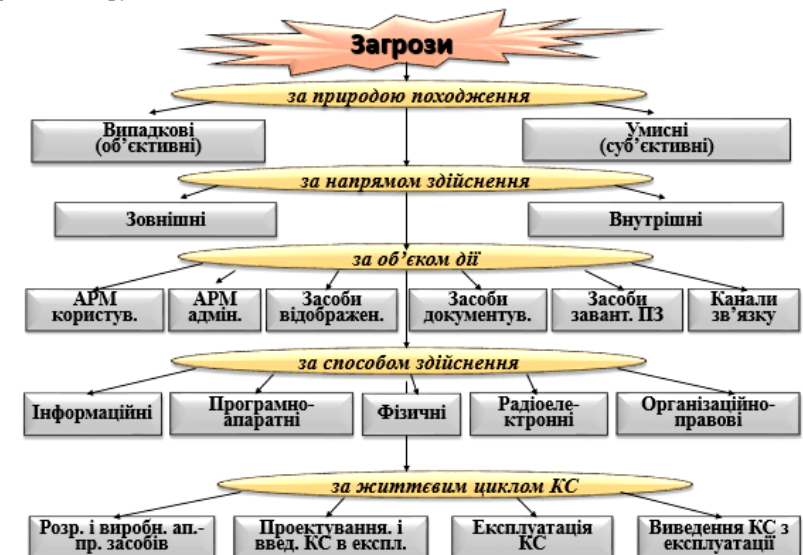 Загрози
за природою походження
Випадкові
(об’єктивні)
Умисні
(суб’єктивні)
за напрямом здійснення
Зовнішні
Внутрішні
за об’єком дії
АРМ
користув.
АРМ
адмін.
Засоби
відображен.
Засоби
документув.
Засоби
завант. ПЗ
Канали
зв’язку
за способом здійснення
Інформаційні
Програмно-
апаратні
Фізичні
Радіоеле-
ктронні
Організаційно-
правові
за життєвим циклом КС
Розр. і виробн. ап.-
пр. засобів
Проектування. і
введ. КС в експл.
Експлуатація
КС
Виведення КС з
експлуатації